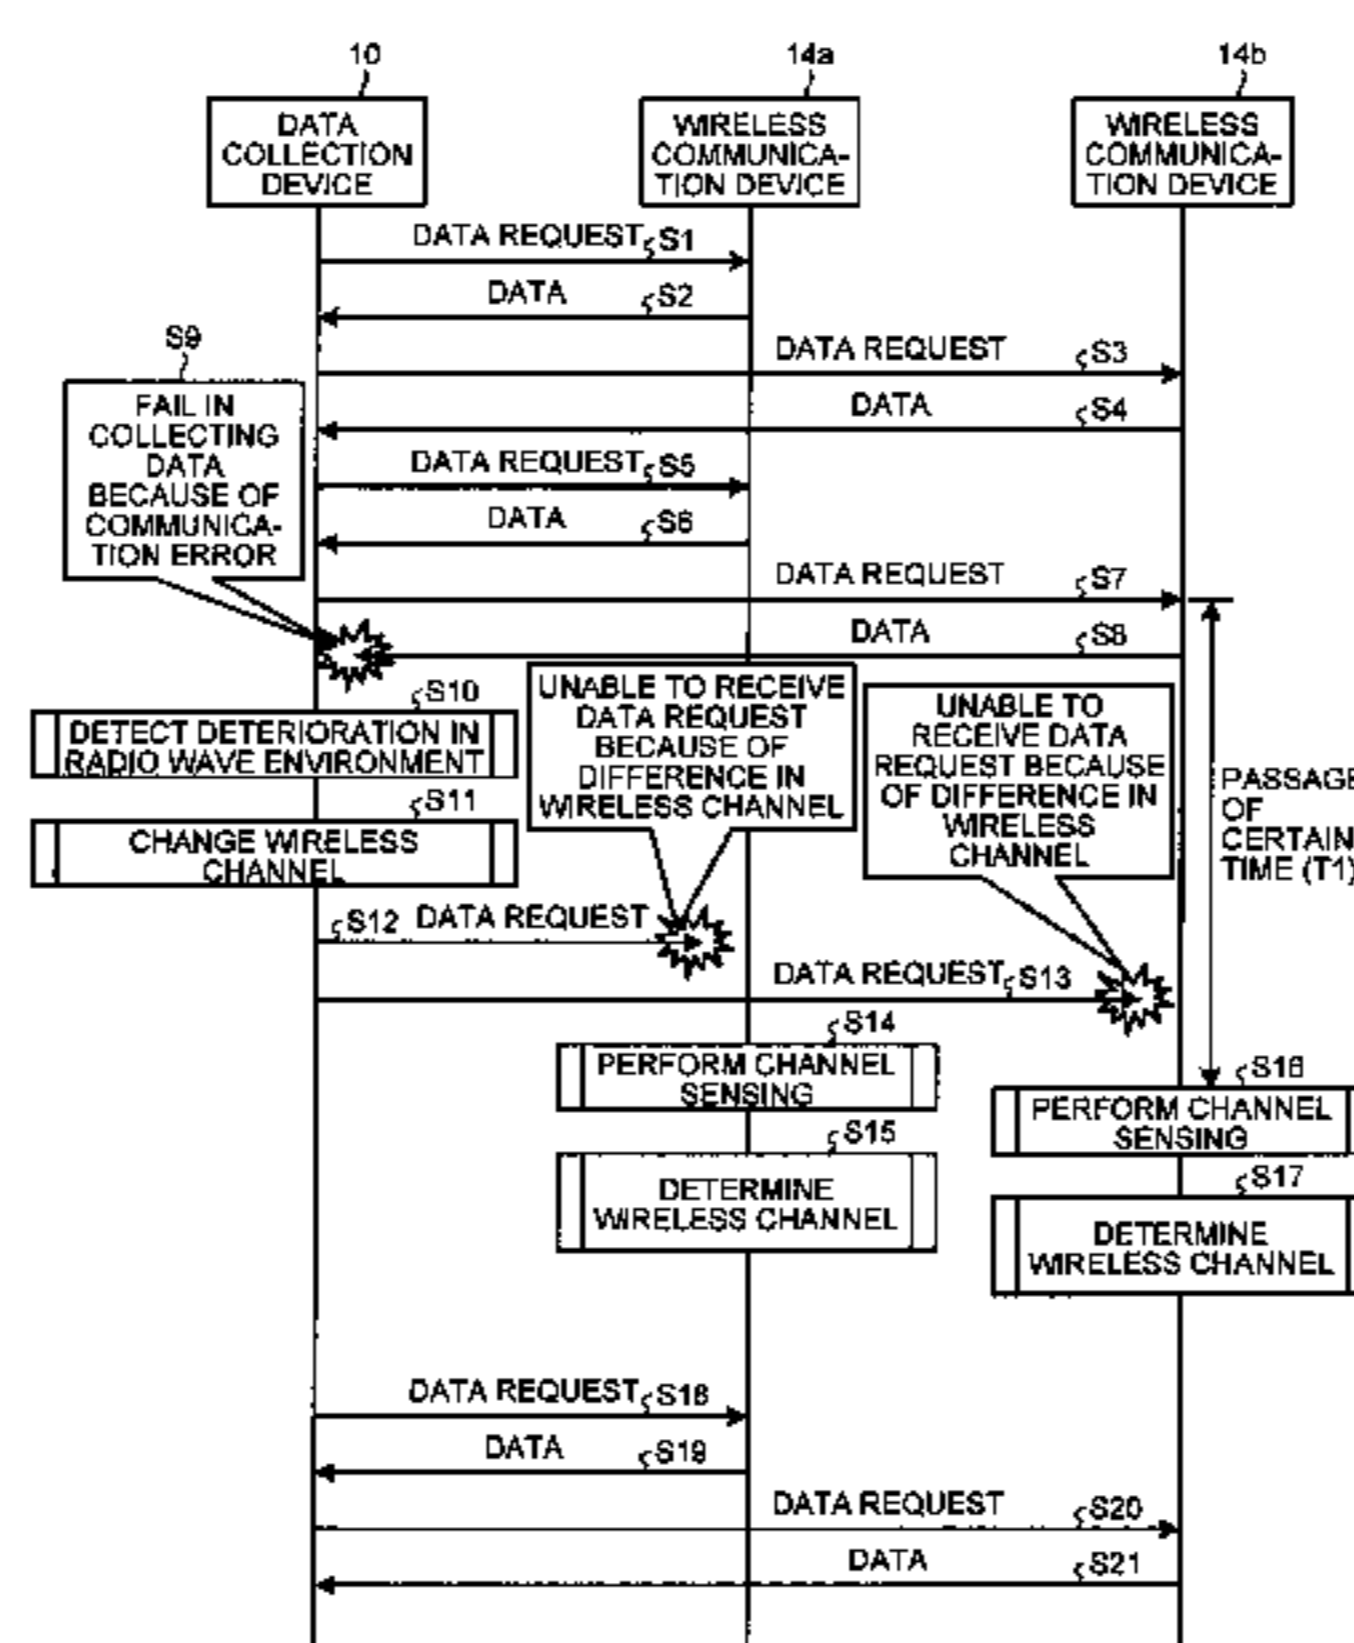 10
14a
14b
DATA
COLLECTION
DEVICE
WIRELESS
COMMUNICA-
TION DEVICE
WIRELESS
COMMUNICA-
TION DEVICE
DATA REQUEST S1
DATA S2
DATA REQUEST S3
DATA S4
S9
FAIL IN
COLLECTING
DATA
BECAUSE OF
COMMUNICA-
TION ERROR
DATA REQUEST S5
DATA S6
DATA REQUEST S7
DATA S8
S10
DETECT DETERIORATION IN
RADIO WAVE ENVIRONMENT
S11
CHANGE WIRELESS
CHANNEL
UNABLE TO RECEIVE
DATA REQUEST
BECAUSE OF
DIFFERENCE IN
WIRELESS CHANNEL
UNABLE TO
RECEIVE DATA
REQUEST BECAUSE
OF DIFFERENCE IN
WIRELESS
CHANNEL
PASSAGE
OF
CERTAIN
TIME (T1)
S12 DATA REQUEST
DATA REQUEST S13
S14
PERFORM CHANNEL
SENSING
S15
DETERMINE
WIRELESS CHANNEL
S16
PERFORM CHANNEL
SENSING
S17
DETERMINE
WIRELESS CHANNEL
DATA REQUEST S18
DATA S19
DATA REQUEST S20
DATA S21